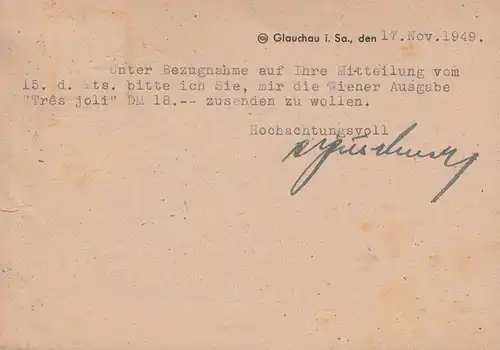 Glauchau i. Sa., den 17.Nov.1949.
Unter Bezugnahme auf Ihre Mitteilung vom
15. d. Mts. bitte ich Sie, mir die Wiener Ausgabe
"Três joli" DM 18.-- zusenden zu wollen.
Hochachtungsvoll